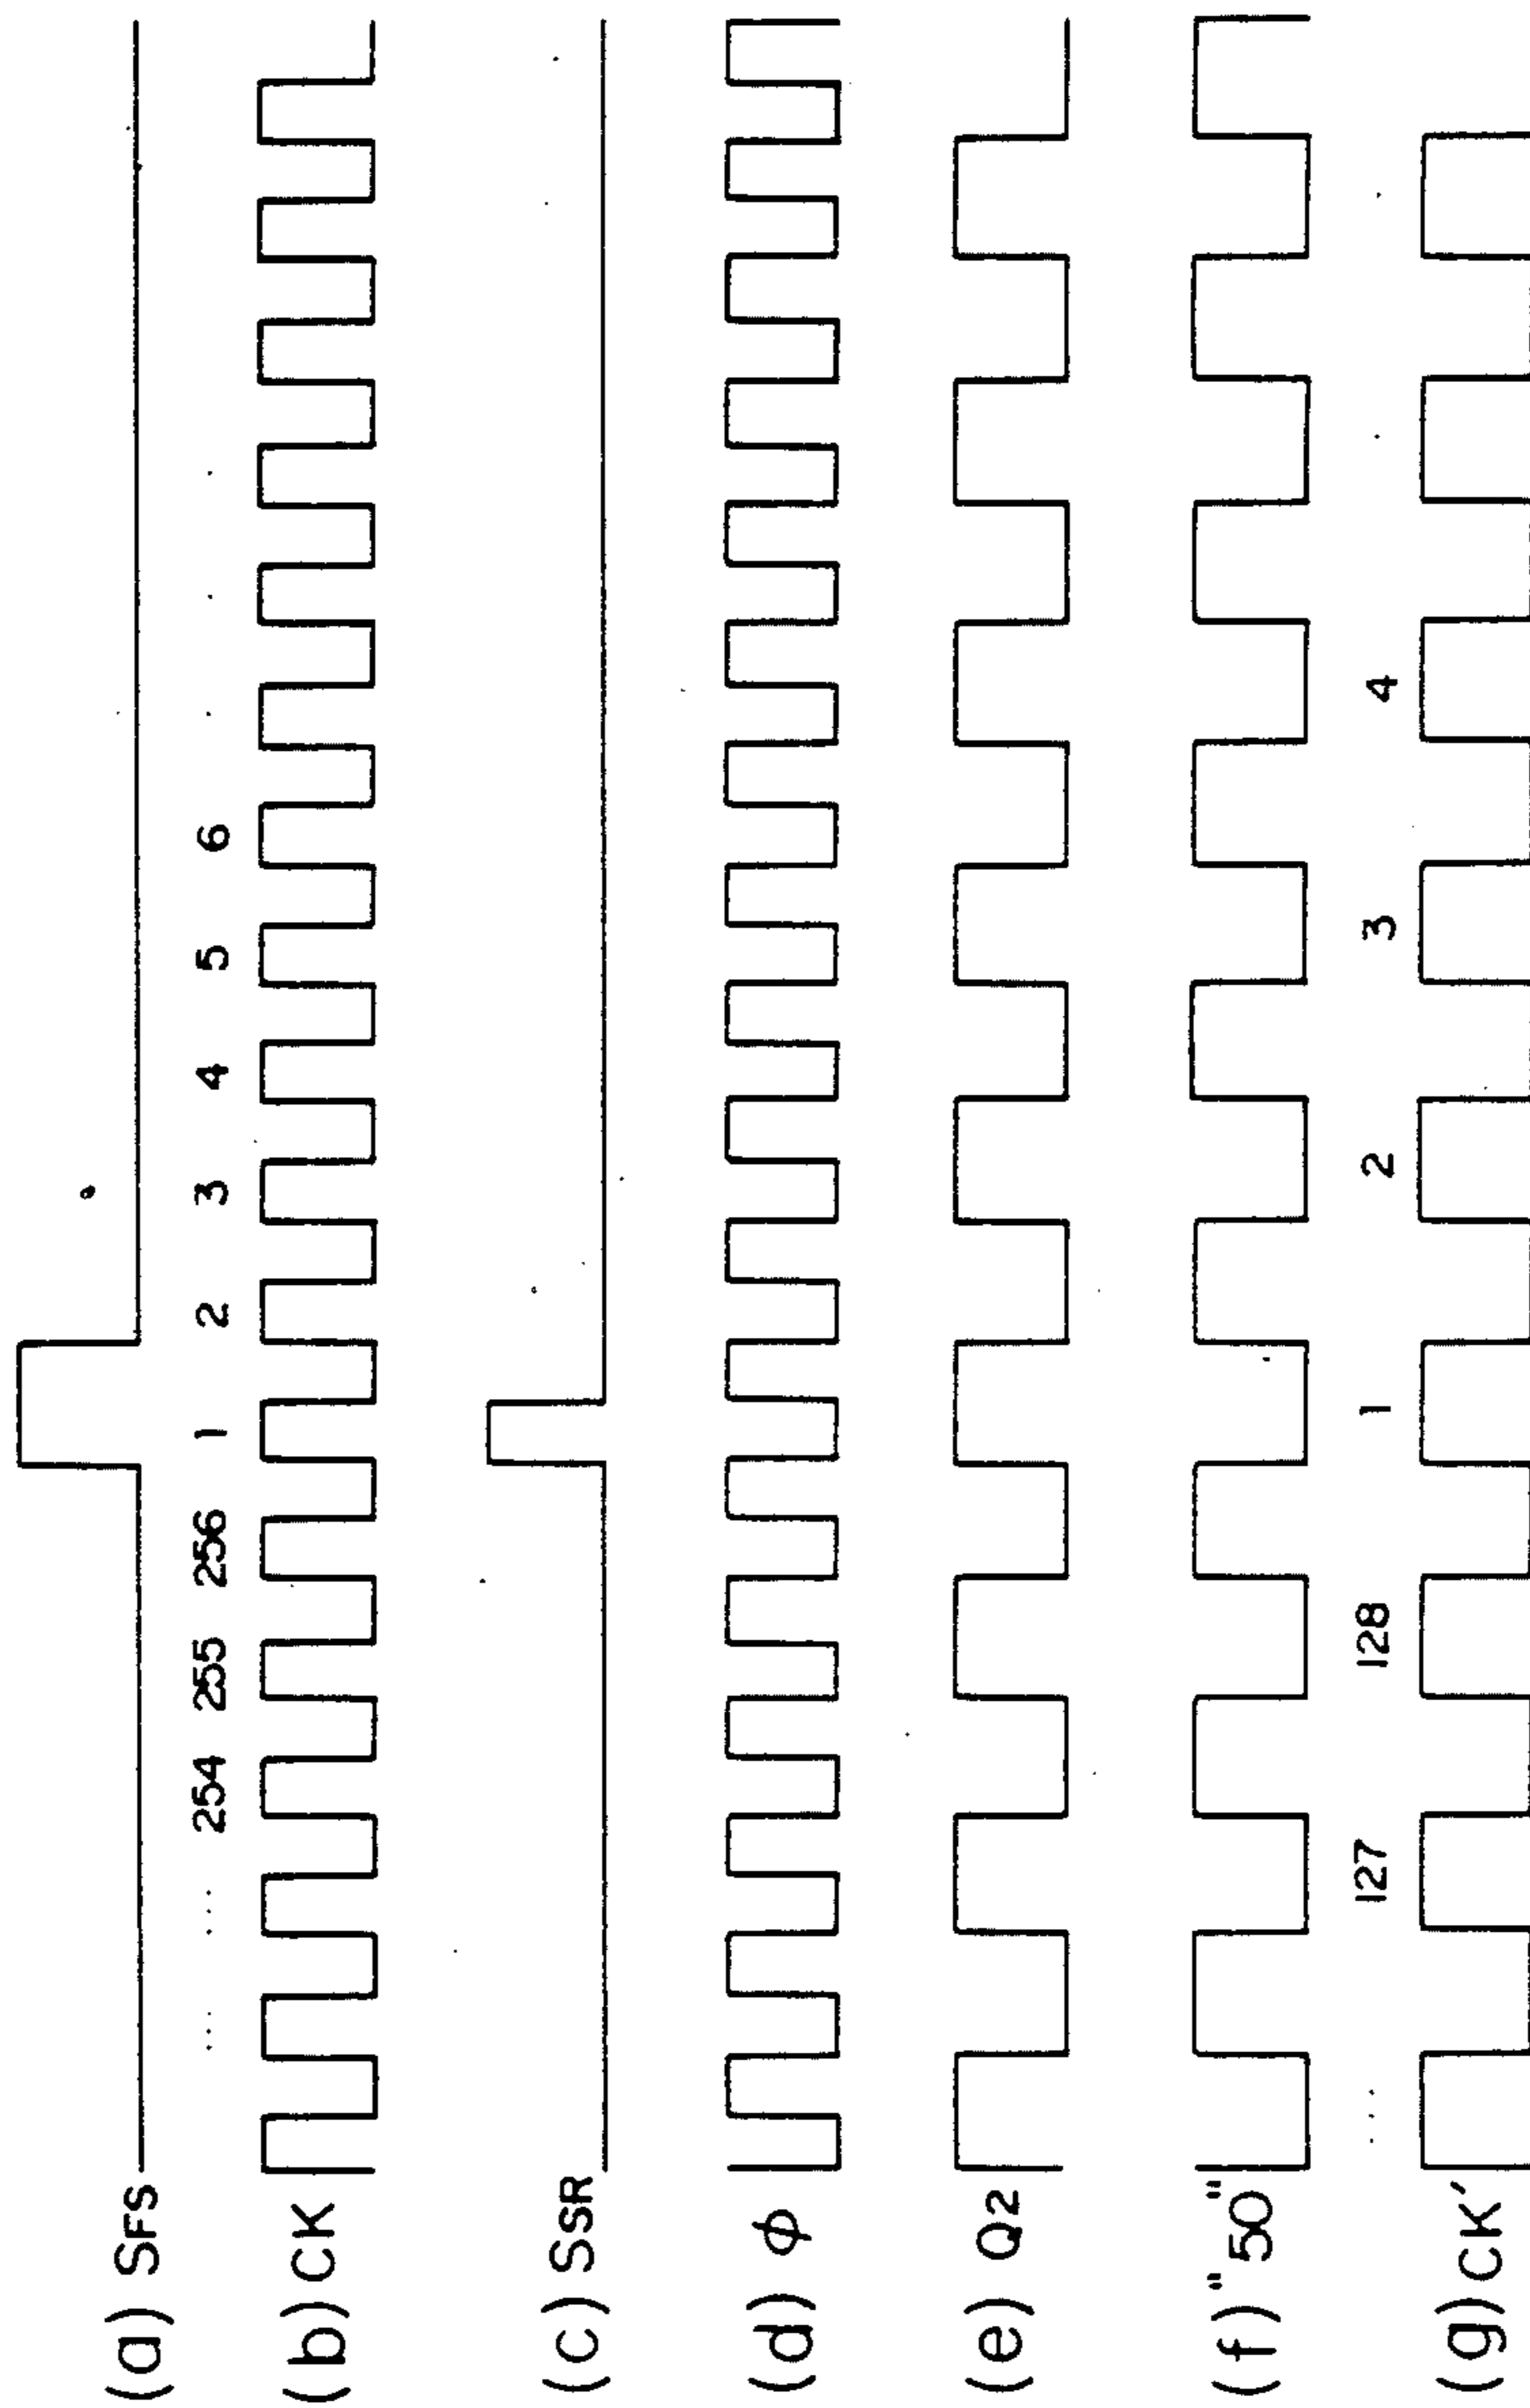 (a) SFS
.... .... 254 255 256 1 2 3 4 5 6 . . .
(b) CK
(c) SSR
(d) ϕ
(e) Q2
(f) "50"
... 127 128 1 2 3 4 . .
(g) CK′